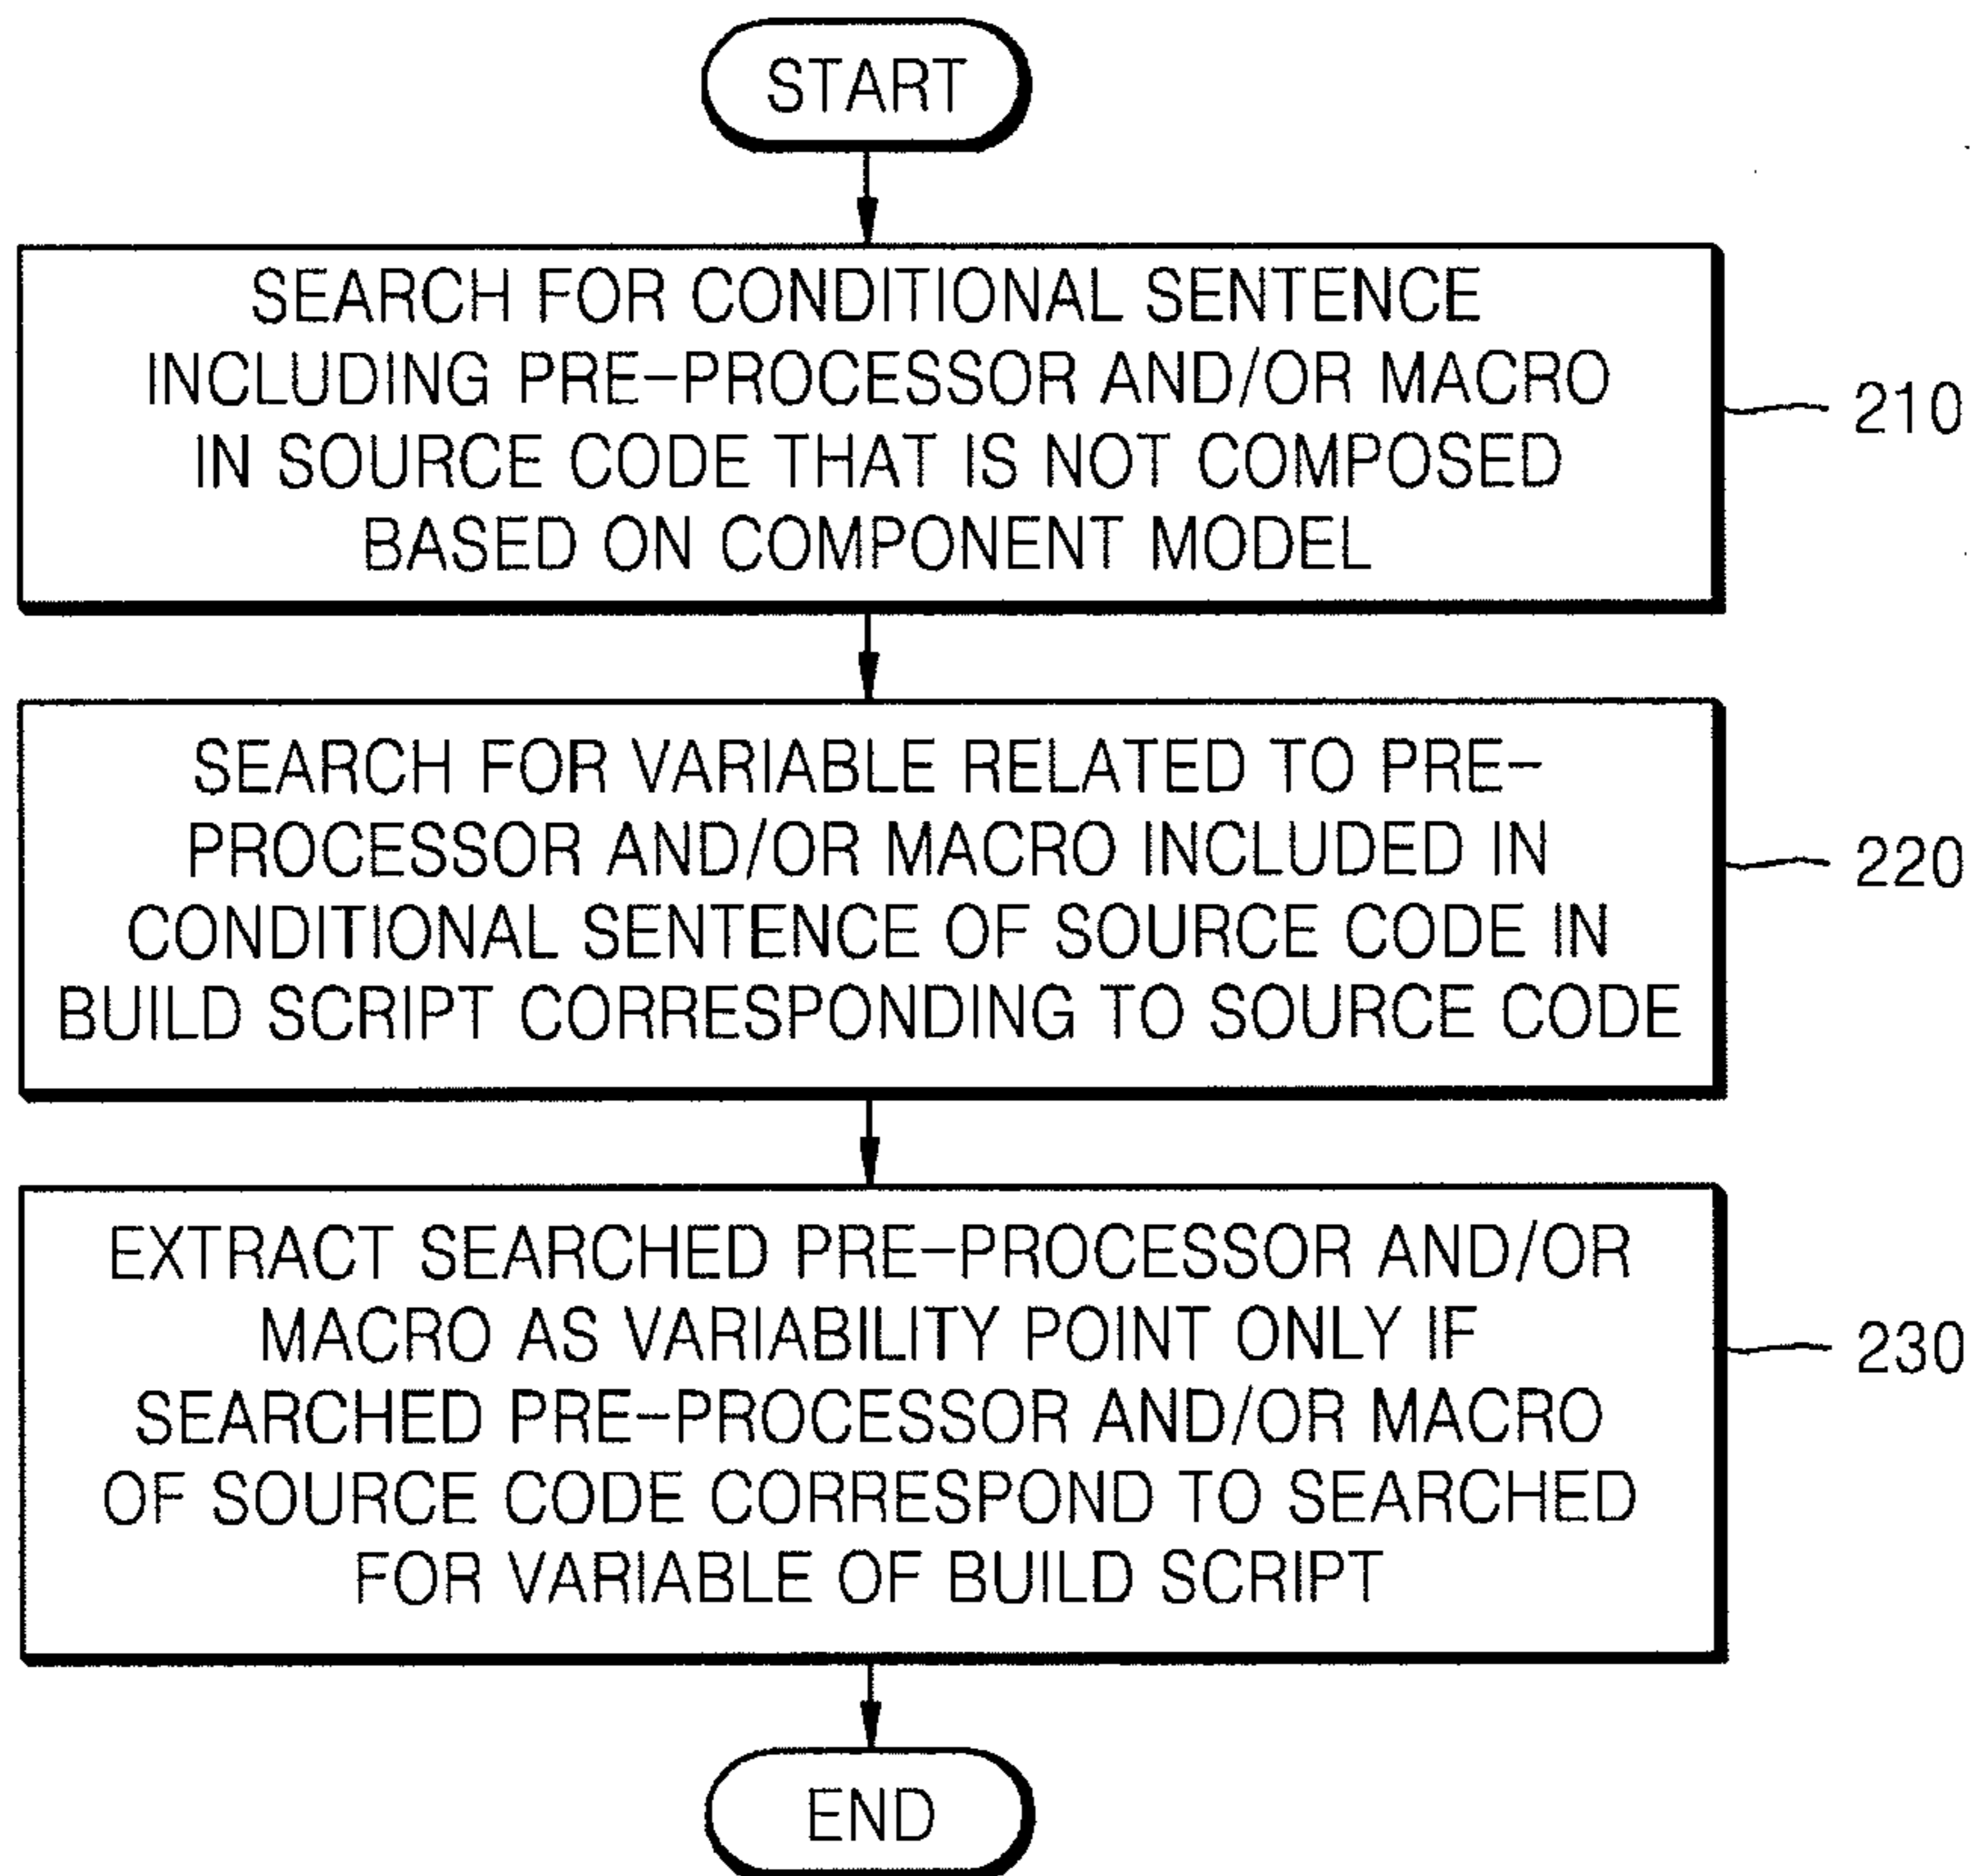 START
SEARCH FOR CONDITIONAL SENTENCE
INCLUDING PRE-PROCESSOR AND/OR MACRO
IN SOURCE CODE THAT IS NOT COMPOSED
BASED ON COMPONENT MODEL
210
SEARCH FOR VARIABLE RELATED TO PRE-
PROCESSOR AND/OR MACRO INCLUDED IN
CONDITIONAL SENTENCE OF SOURCE CODE IN
BUILD SCRIPT CORRESPONDING TO SOURCE CODE
220
EXTRACT SEARCHED PRE-PROCESSOR AND/OR
MACRO AS VARIABILITY POINT ONLY IF
SEARCHED PRE-PROCESSOR AND/OR MACRO
OF SOURCE CODE CORRESPOND TO SEARCHED
FOR VARIABLE OF BUILD SCRIPT
230
END